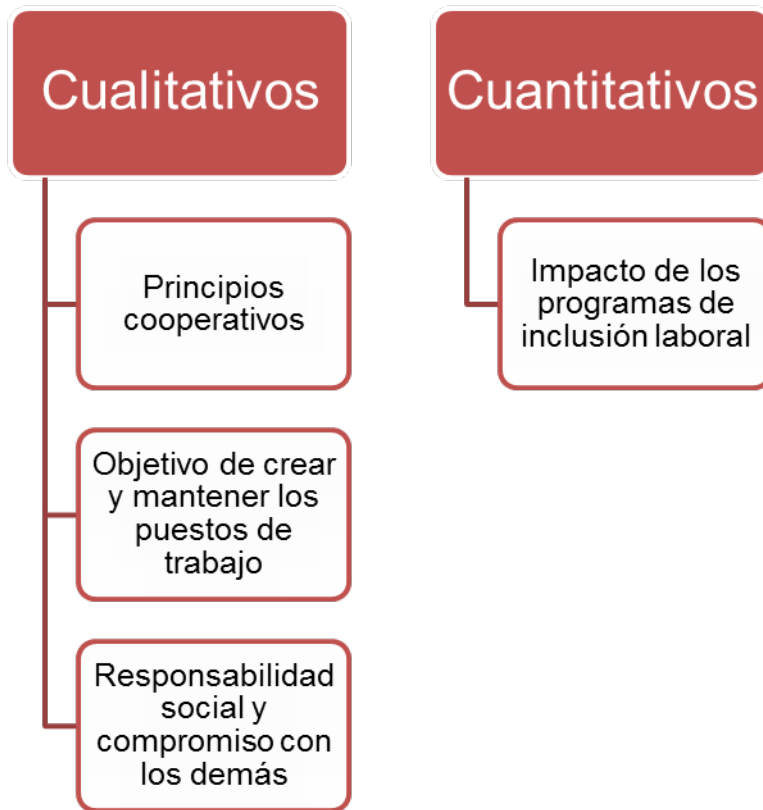 Cualitativos
Principios
cooperativos
Objetivo de crear
y mantener los
puestos de
trabajo
Responsabilidad
social y
compromiso con
los demás
Cuantitativos
Impacto de los
programas de
inclusión laboral